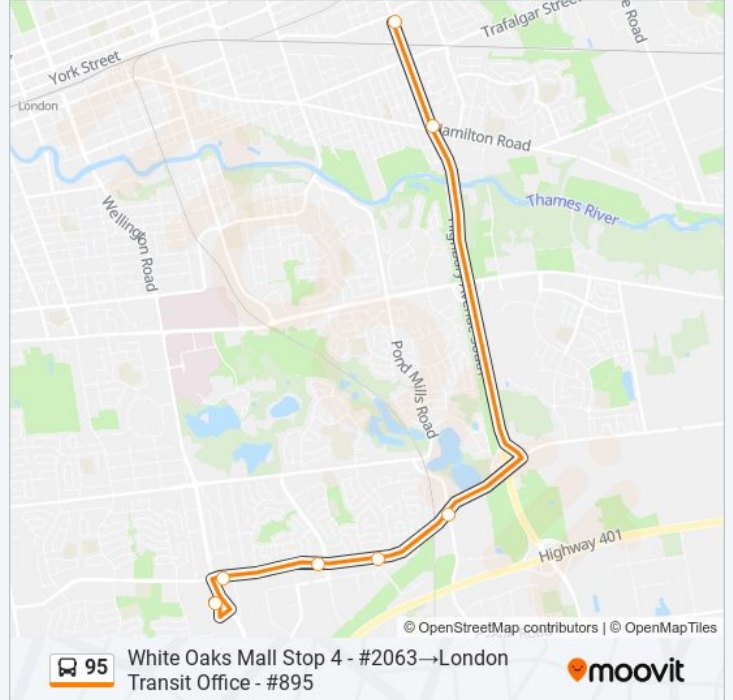 Trafalgar Street
e Road
York Street
London
Hamilton Road
Thames River
Wellington Road
Highbury Avenue South
Pond Mills Road
Highway 401
© OpenStreetMap contributors | © OpenMapTiles
95
White Oaks Mall Stop 4 - #2063→London
Transit Office - #895
moovit